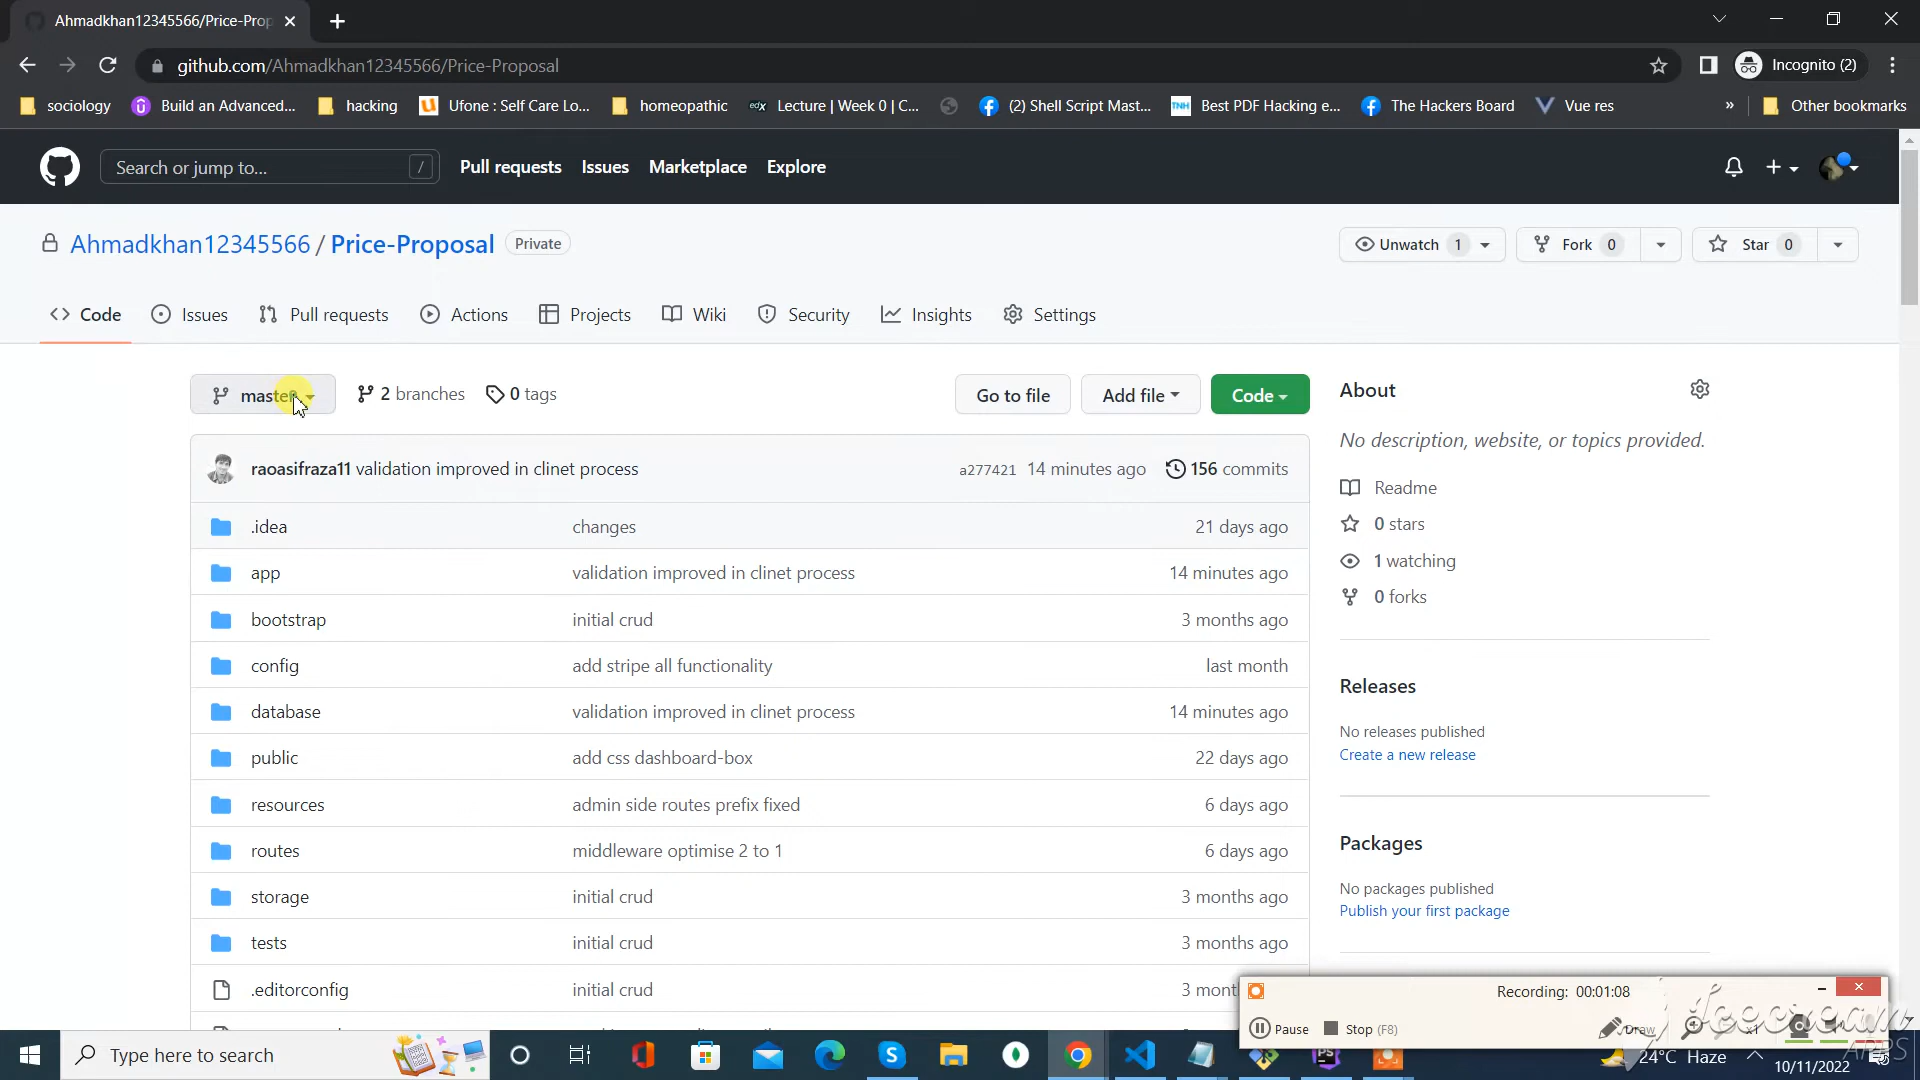 Ahmadkhan12345566/Price-Prop
github.com/Ahmadkhan12345566/Price-Proposal
Incognito (2)
sociology
Build an Advanced...
hacking
Ufone : Self Care Lo...
homeopathic
edx
Lecture | Week 0 | C...
(2) Shell Script Mast...
TNH
Best PDF Hacking e...
The Hackers Board
Vue res
»
Other bookmarks
Search or jump to...
/
Pull requests
Issues
Marketplace
Explore
Ahmadkhan12345566 / Price-Proposal
Private
Unwatch 1
Fork 0
Star 0
Code
Issues
Pull requests
Actions
Projects
Wiki
Security
Insights
Settings
master
2 branches
0 tags
Go to file
Add file
Code
raoasifraza11 validation improved in clinet process
a277421 14 minutes ago
156 commits
.idea
changes
21 days ago
app
validation improved in clinet process
14 minutes ago
bootstrap
initial crud
3 months ago
config
add stripe all functionality
last month
database
validation improved in clinet process
14 minutes ago
public
add css dashboard-box
22 days ago
resources
admin side routes prefix fixed
6 days ago
routes
middleware optimise 2 to 1
6 days ago
storage
initial crud
3 months ago
tests
initial crud
3 months ago
.editorconfig
initial crud
3 mont
About
No description, website, or topics provided.
Readme
0 stars
1 watching
0 forks
Releases
No releases published
Create a new release
Packages
No packages published
Publish your first package
Recording: 00:01:08
Pause
Stop (F8)
Draw
x1
Icecream
APPS
Type here to search
PS
24°C Haze
10/11/2022